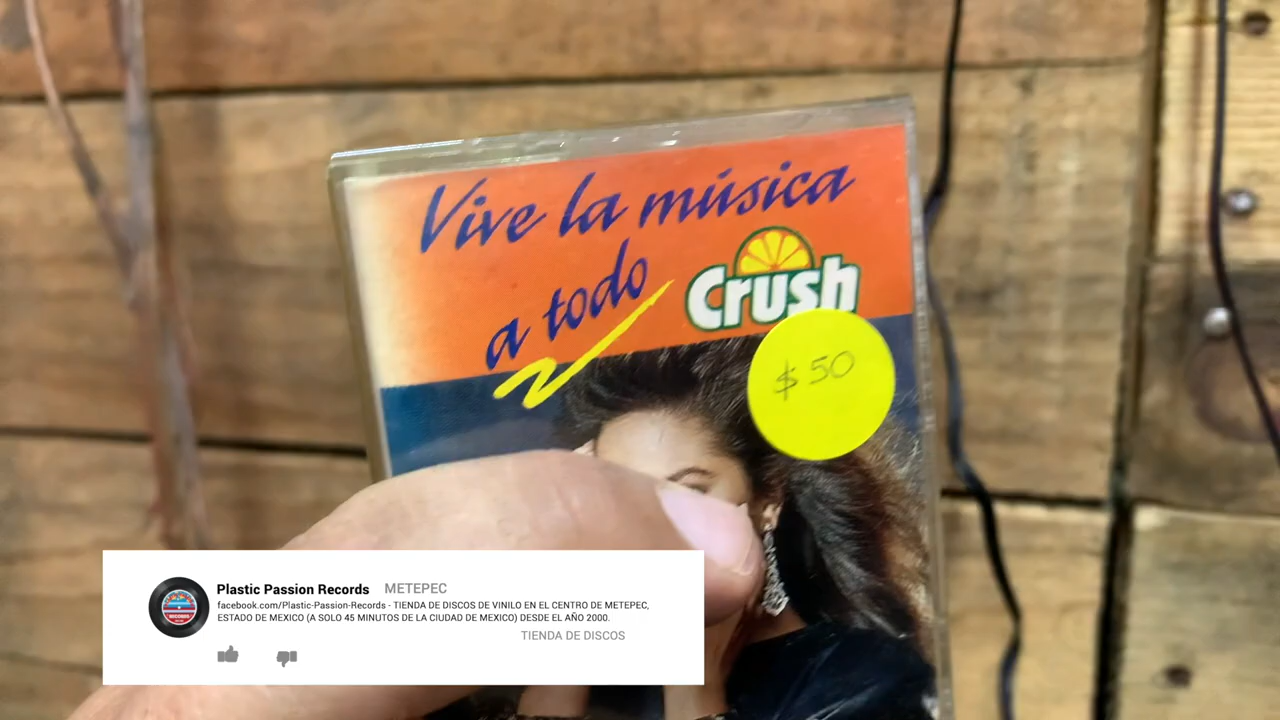 Vive la música
a todo
Crush
$50
Plastic Passion Records METEPEC
facebook.com/Plastic-Passion-Records - TIENDA DE DISCOS DE VINILO EN EL CENTRO DE METEPEC,
ESTADO DE MEXICO (A SOLO 45 MINUTOS DE LA CIUDAD DE MEXICO) DESDE EL AÑO 2000.
TIENDA DE DISCOS